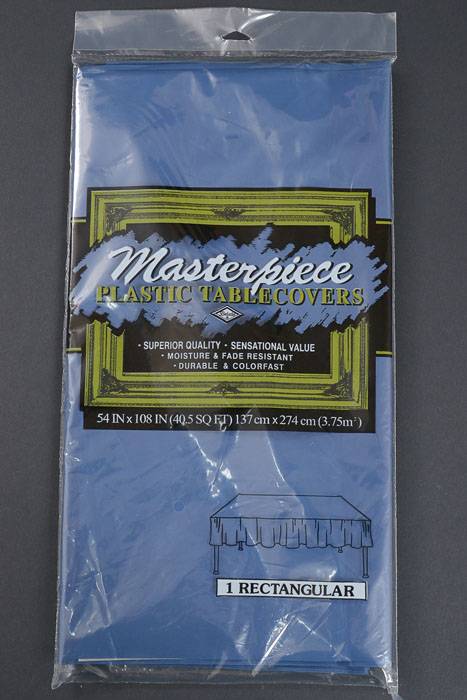 Masterpiece
PLASTIC TABLECOVERS
· SUPERIOR QUALITY · SENSATIONAL VALUE
· MOISTURE & FADE RESISTANT
· DURABLE & COLORFAST
54 IN x 108 IN (40.5 SQ FT) 137 cm x 274 cm (3.75m²)
1 RECTANGULAR